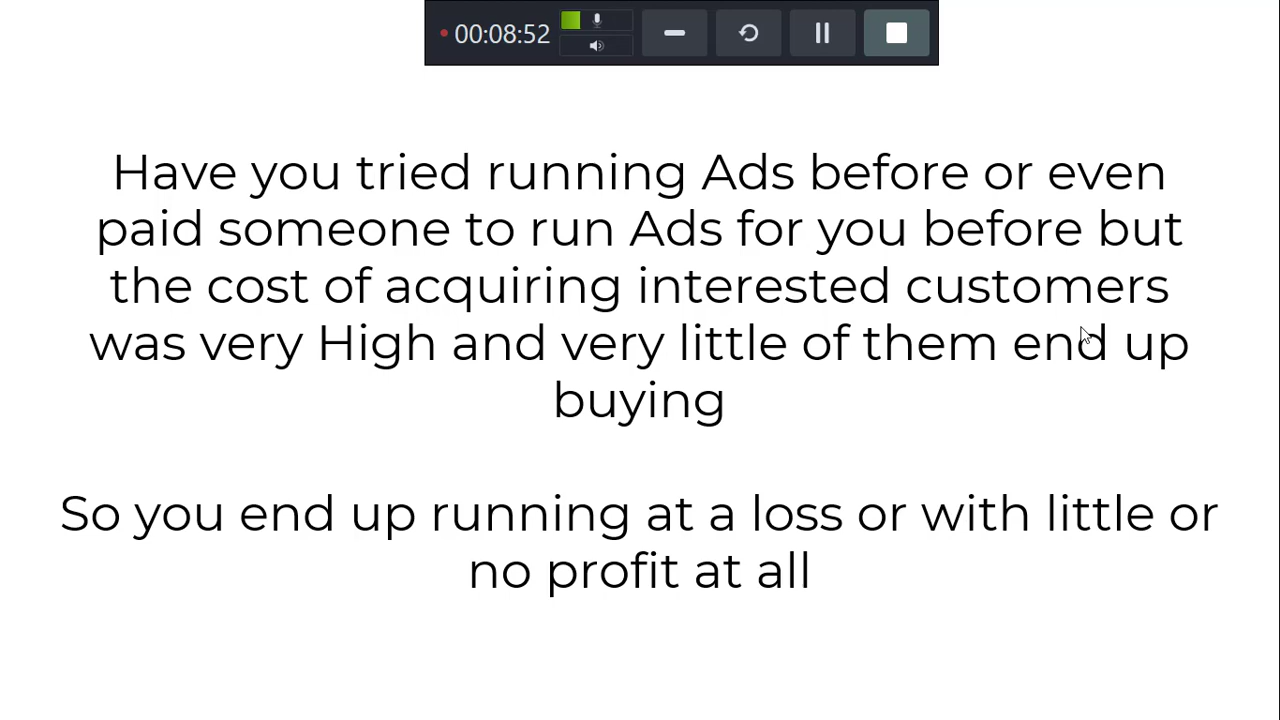 00:08:52
Have you tried running Ads before or even
paid someone to run Ads for you before but
the cost of acquiring interested customers
was very High and very little of them end up
buying
So you end up running at a loss or with little or
no profit at all